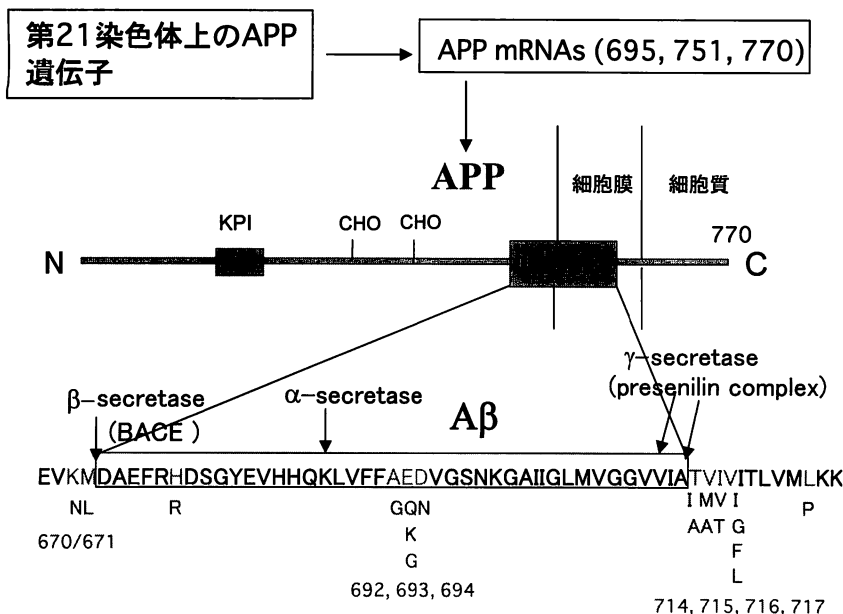 第21染色体上のAPP
遺伝子
APP mRNAs (695, 751, 770)
APP
細胞膜
細胞質
KPI
CHO
CHO
770
N
C
β-secretase
(BACE )
α-secretase
Aβ
γ-secretase
(presenilin complex)
EVKMDAEFRHDSGYEVHHQKLVFFAEDVGSNKGAIIGLMVGGVVIATVIVITLVMLKK
NL
R
GQN
I MV I
P
K
AAT G
G
F
L
670/671
692, 693, 694
714, 715, 716, 717